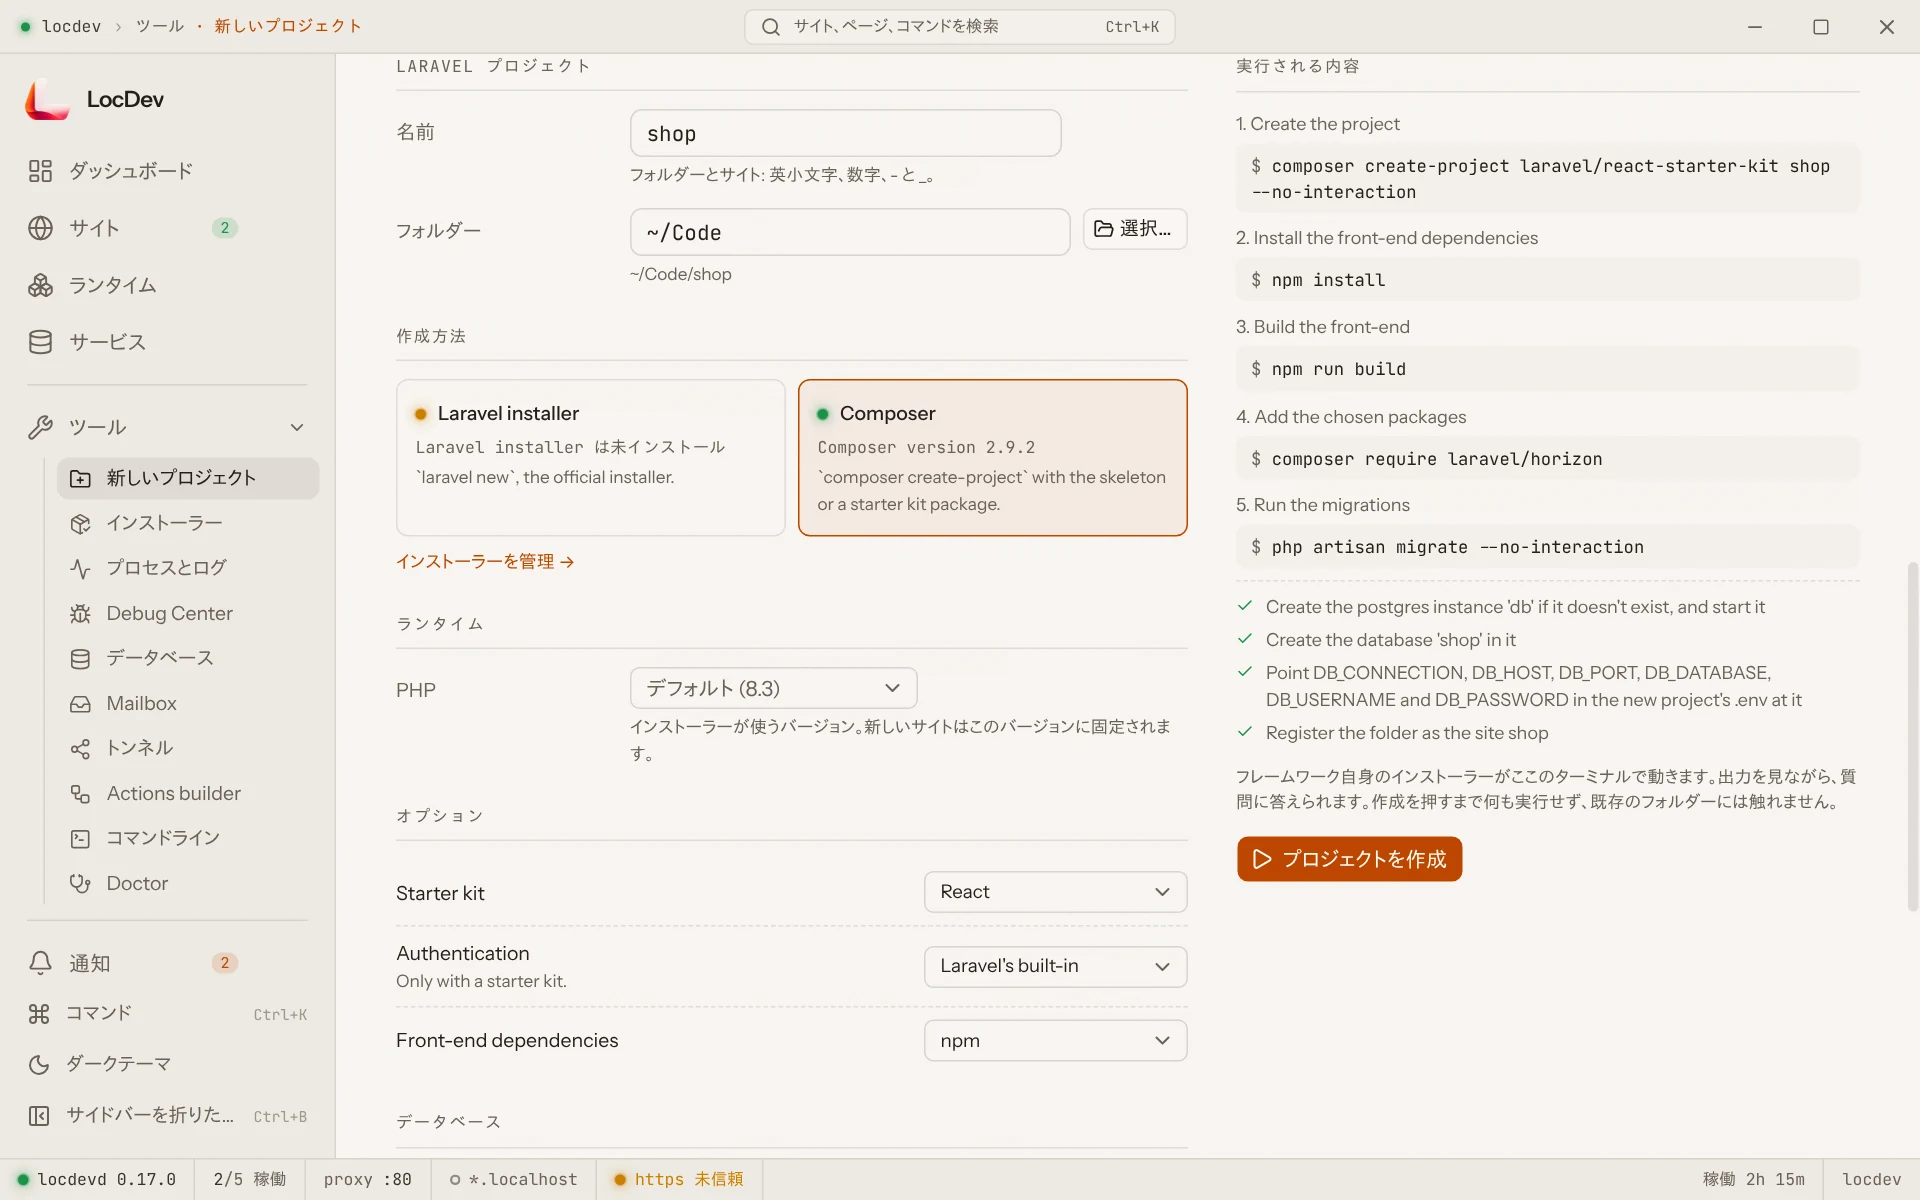 locdev › ツール · 新しいプロジェクト
サイト、ページ、コマンドを検索 Ctrl+K
LocDev
ダッシュボード
サイト 2
ランタイム
サービス
ツール
新しいプロジェクト
インストーラー
プロセスとログ
Debug Center
データベース
Mailbox
トンネル
Actions builder
コマンドライン
Doctor
通知 2
コマンド Ctrl+K
ダークテーマ
サイドバーを折りた… Ctrl+B
LARAVEL プロジェクト
名前
shop
フォルダーとサイト: 英小文字、数字、- と _。
フォルダー
~/Code
選択…
~/Code/shop
作成方法
Laravel installer
Laravel installer は未インストール
`laravel new`, the official installer.
Composer
Composer version 2.9.2
`composer create-project` with the skeleton
or a starter kit package.
インストーラーを管理 →
ランタイム
PHP
デフォルト (8.3)
インストーラーが使うバージョン。新しいサイトはこのバージョンに固定されま
す。
オプション
Starter kit
React
Authentication
Only with a starter kit.
Laravel's built-in
Front-end dependencies
npm
データベース
実行される内容
1. Create the project
$ composer create-project laravel/react-starter-kit shop
--no-interaction
2. Install the front-end dependencies
$ npm install
3. Build the front-end
$ npm run build
4. Add the chosen packages
$ composer require laravel/horizon
5. Run the migrations
$ php artisan migrate --no-interaction
Create the postgres instance 'db' if it doesn't exist, and start it
Create the database 'shop' in it
Point DB_CONNECTION, DB_HOST, DB_PORT, DB_DATABASE,
DB_USERNAME and DB_PASSWORD in the new project's .env at it
Register the folder as the site shop
フレームワーク自身のインストーラーがここのターミナルで動きます。出力を見ながら、質
問に答えられます。作成を押すまで何も実行せず、既存のフォルダーには触れません。
プロジェクトを作成
locdevd 0.17.0
2/5 稼働
proxy :80
*.localhost
https 未信頼
稼働 2h 15m
locdev